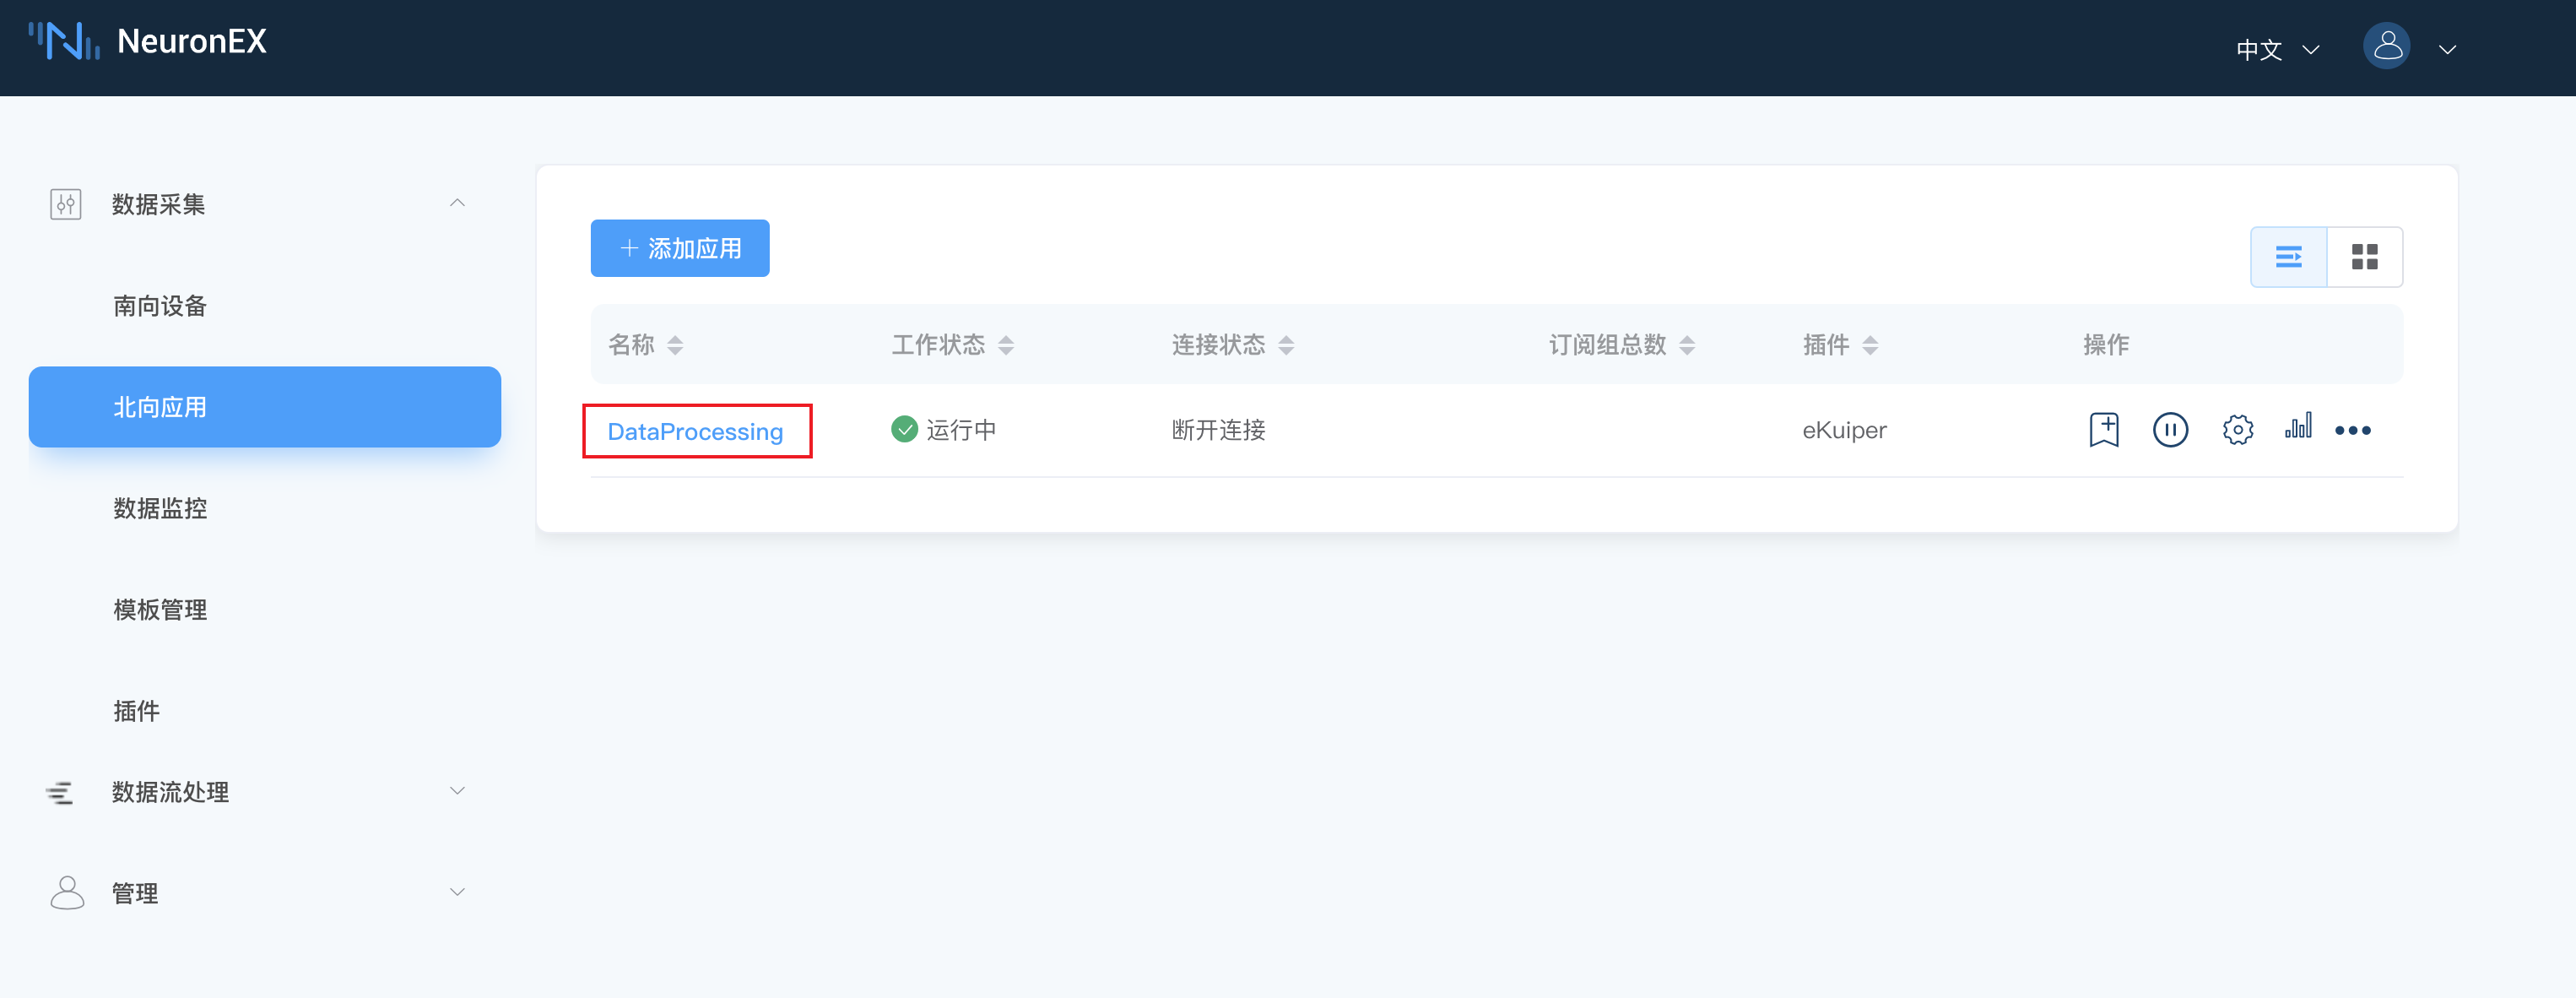 NeuronEX
中文
数据采集
南向设备
北向应用
数据监控
模板管理
插件
数据流处理
管理
添加应用
名称 工作状态 连接状态 订阅组总数 插件 操作
DataProcessing 运行中 断开连接 eKuiper